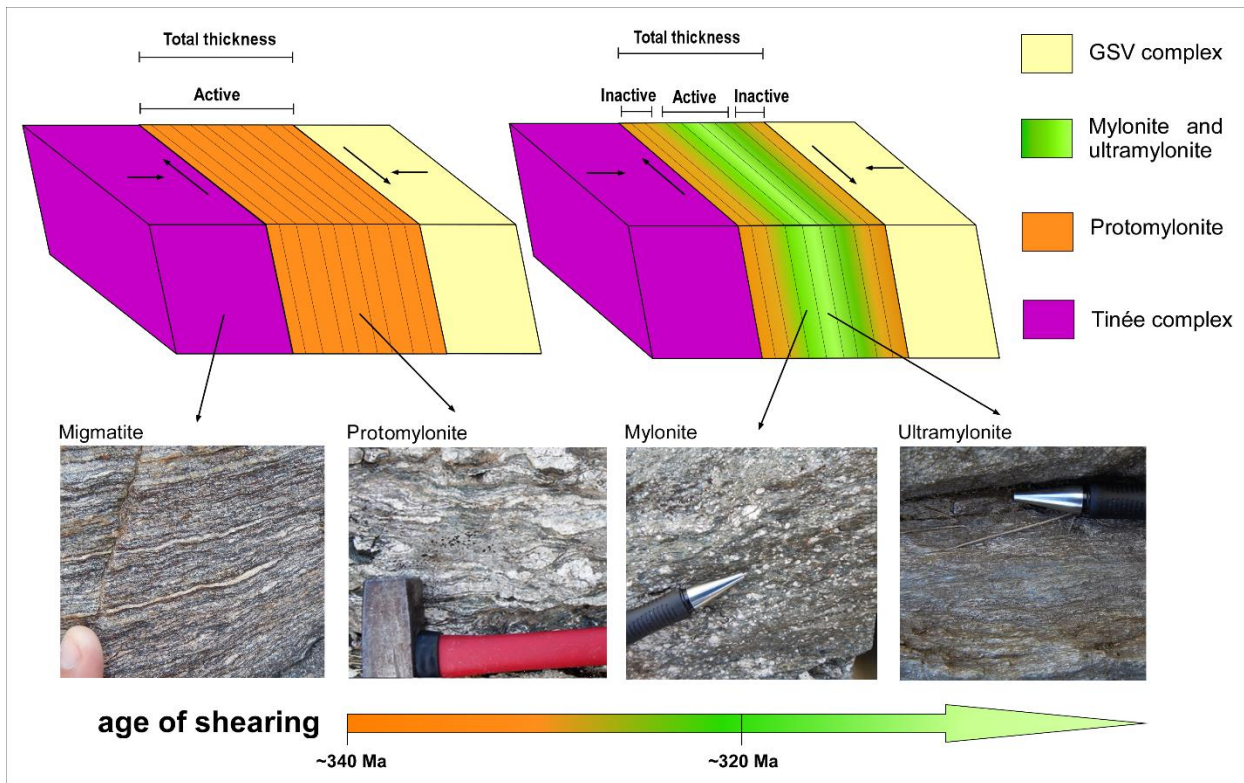 Total thickness
Active
Total thickness
Inactive Active Inactive
GSV complex
Mylonite and
ultramylonite
Protomylonite
Tinée complex
Migmatite
Protomylonite
Mylonite
Ultramylonite
age of shearing
~340 Ma
~320 Ma